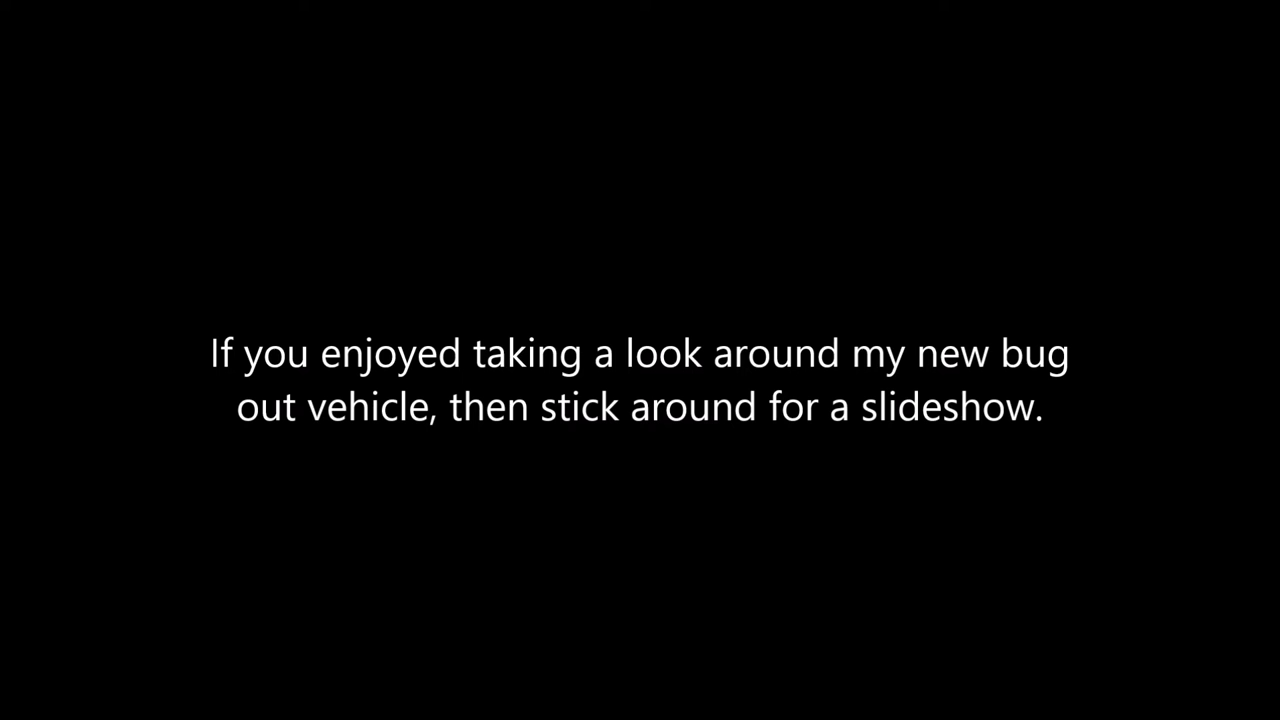 If you enjoyed taking a look around my new bug
out vehicle, then stick around for a slideshow.